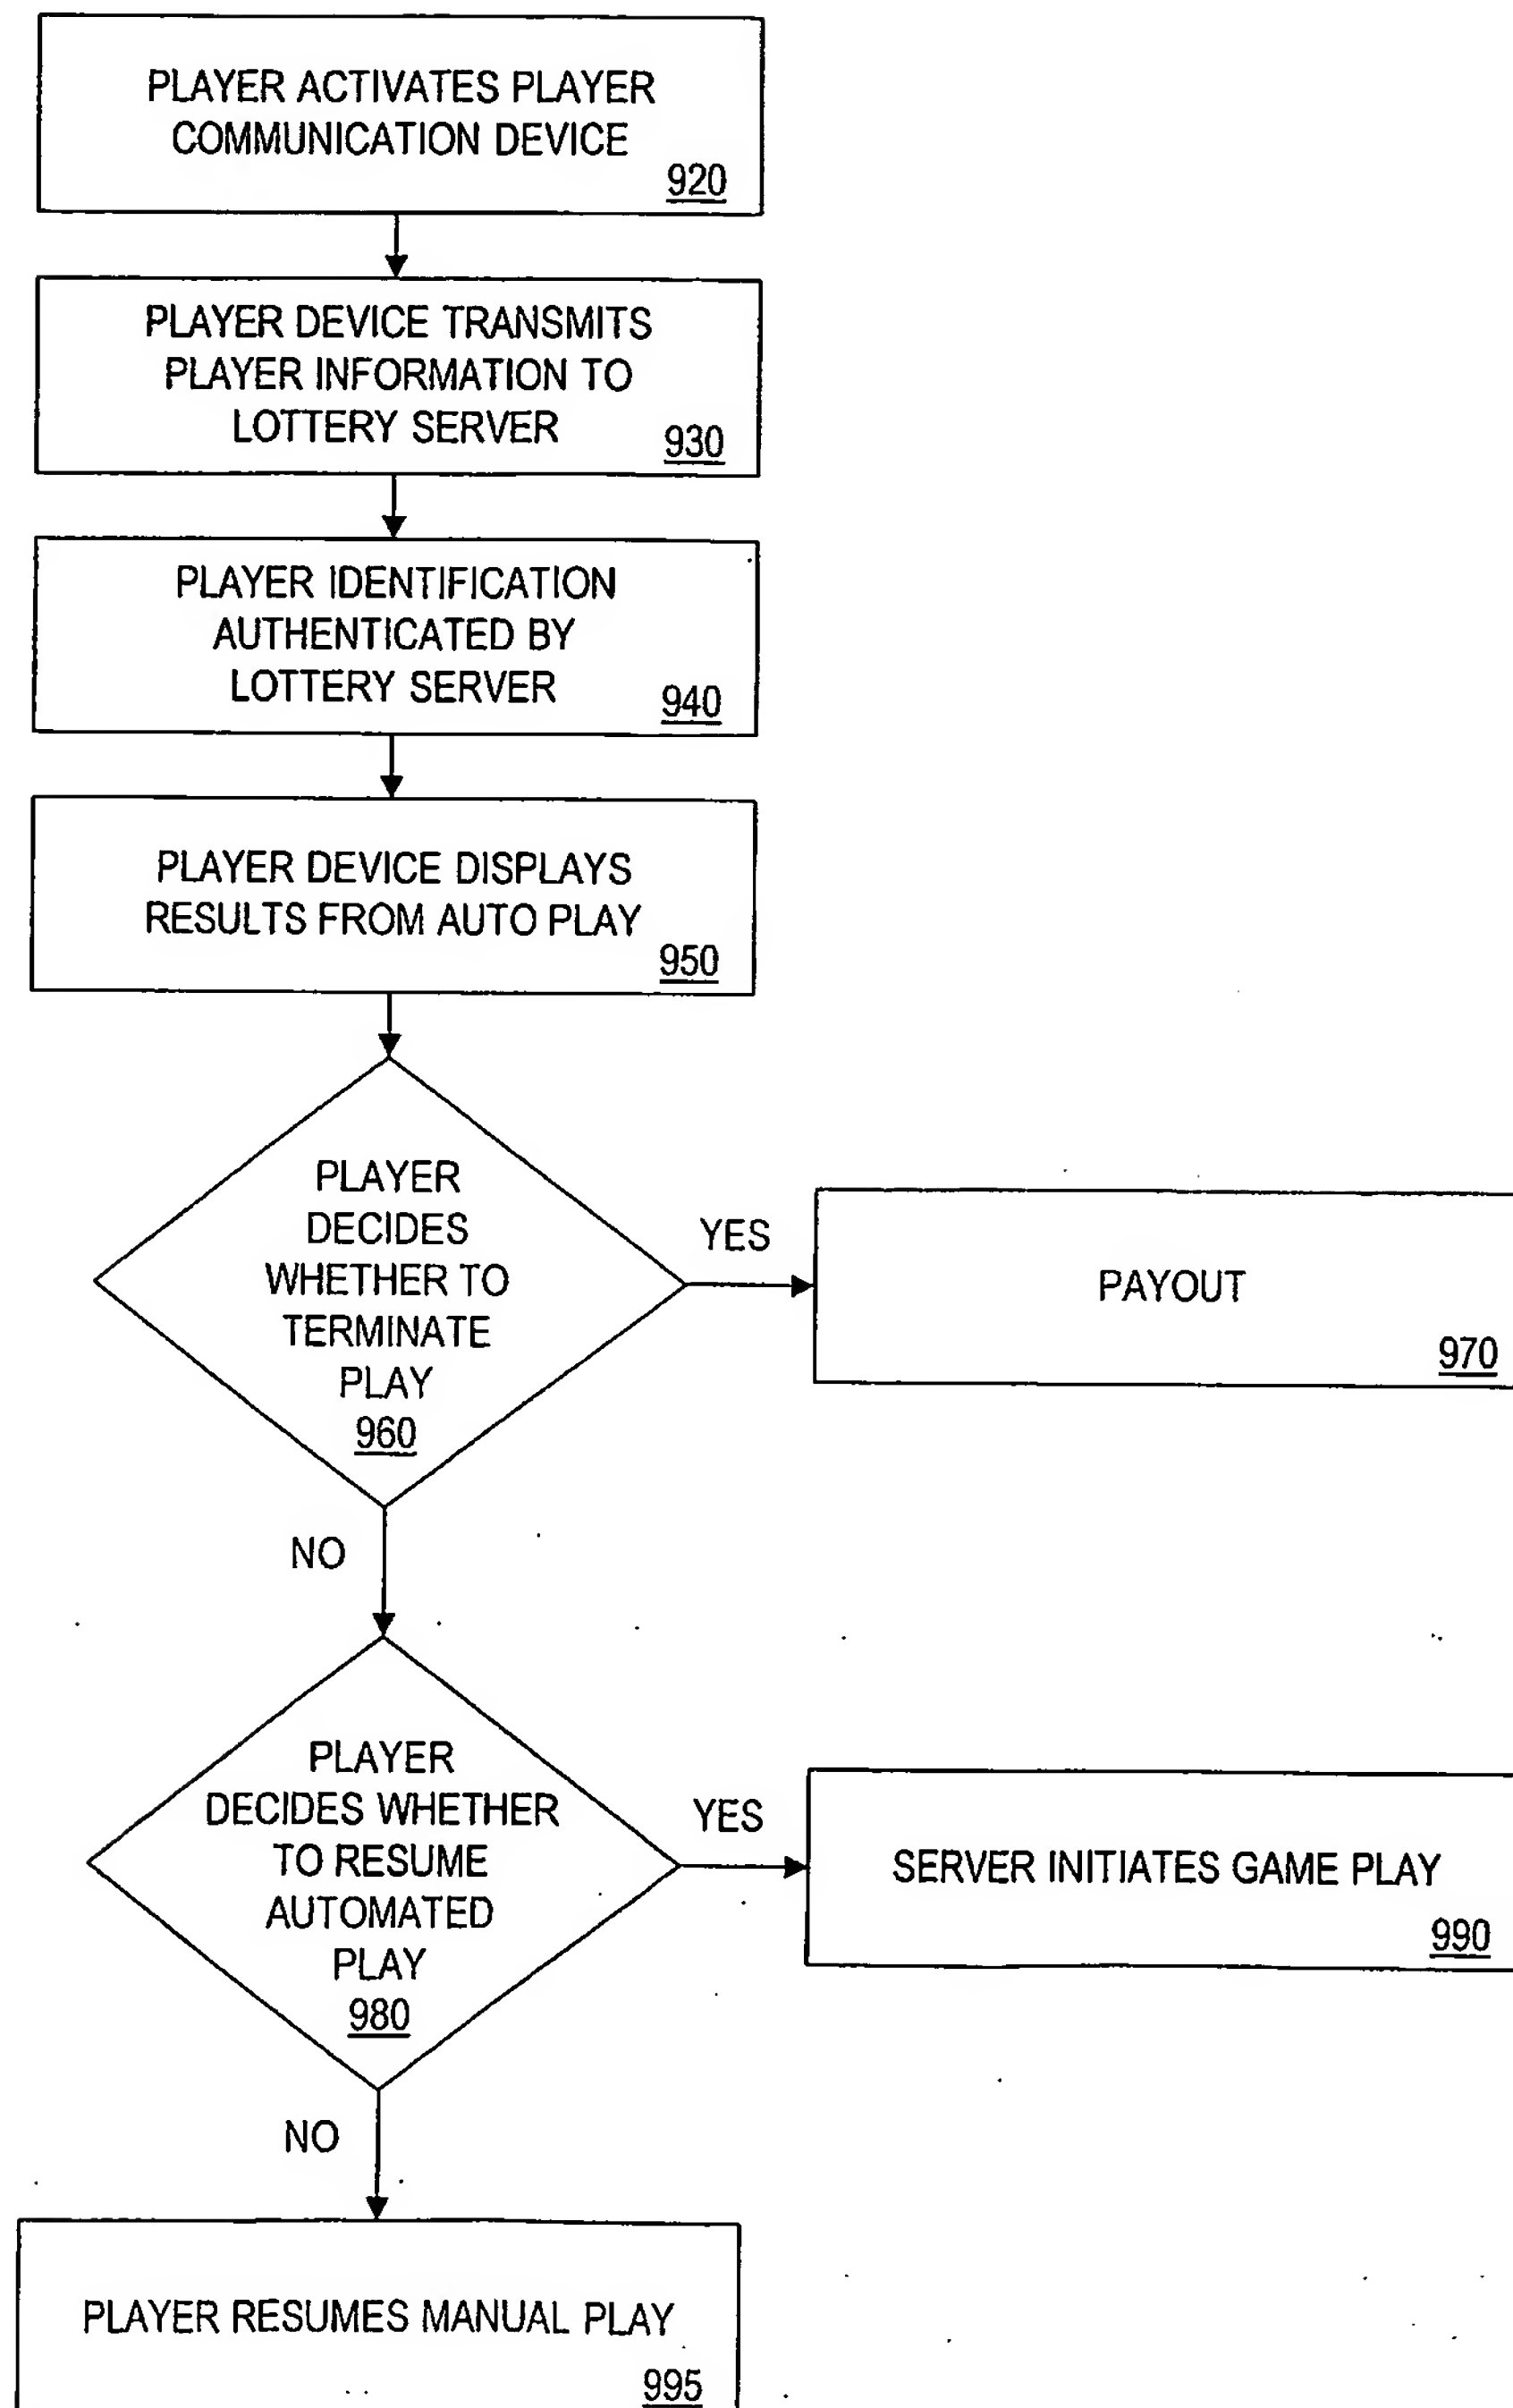 PLAYER ACTIVATES PLAYER
COMMUNICATION DEVICE
920
PLAYER DEVICE TRANSMITS
PLAYER INFORMATION TO
LOTTERY SERVER
930
PLAYER IDENTIFICATION
AUTHENTICATED BY
LOTTERY SERVER
940
PLAYER DEVICE DISPLAYS
RESULTS FROM AUTO PLAY
950
PLAYER
DECIDES
WHETHER TO
TERMINATE
PLAY
960
YES
PAYOUT
970
NO
PLAYER
DECIDES WHETHER
TO RESUME
AUTOMATED
PLAY
980
YES
SERVER INITIATES GAME PLAY
990
NO
PLAYER RESUMES MANUAL PLAY
995